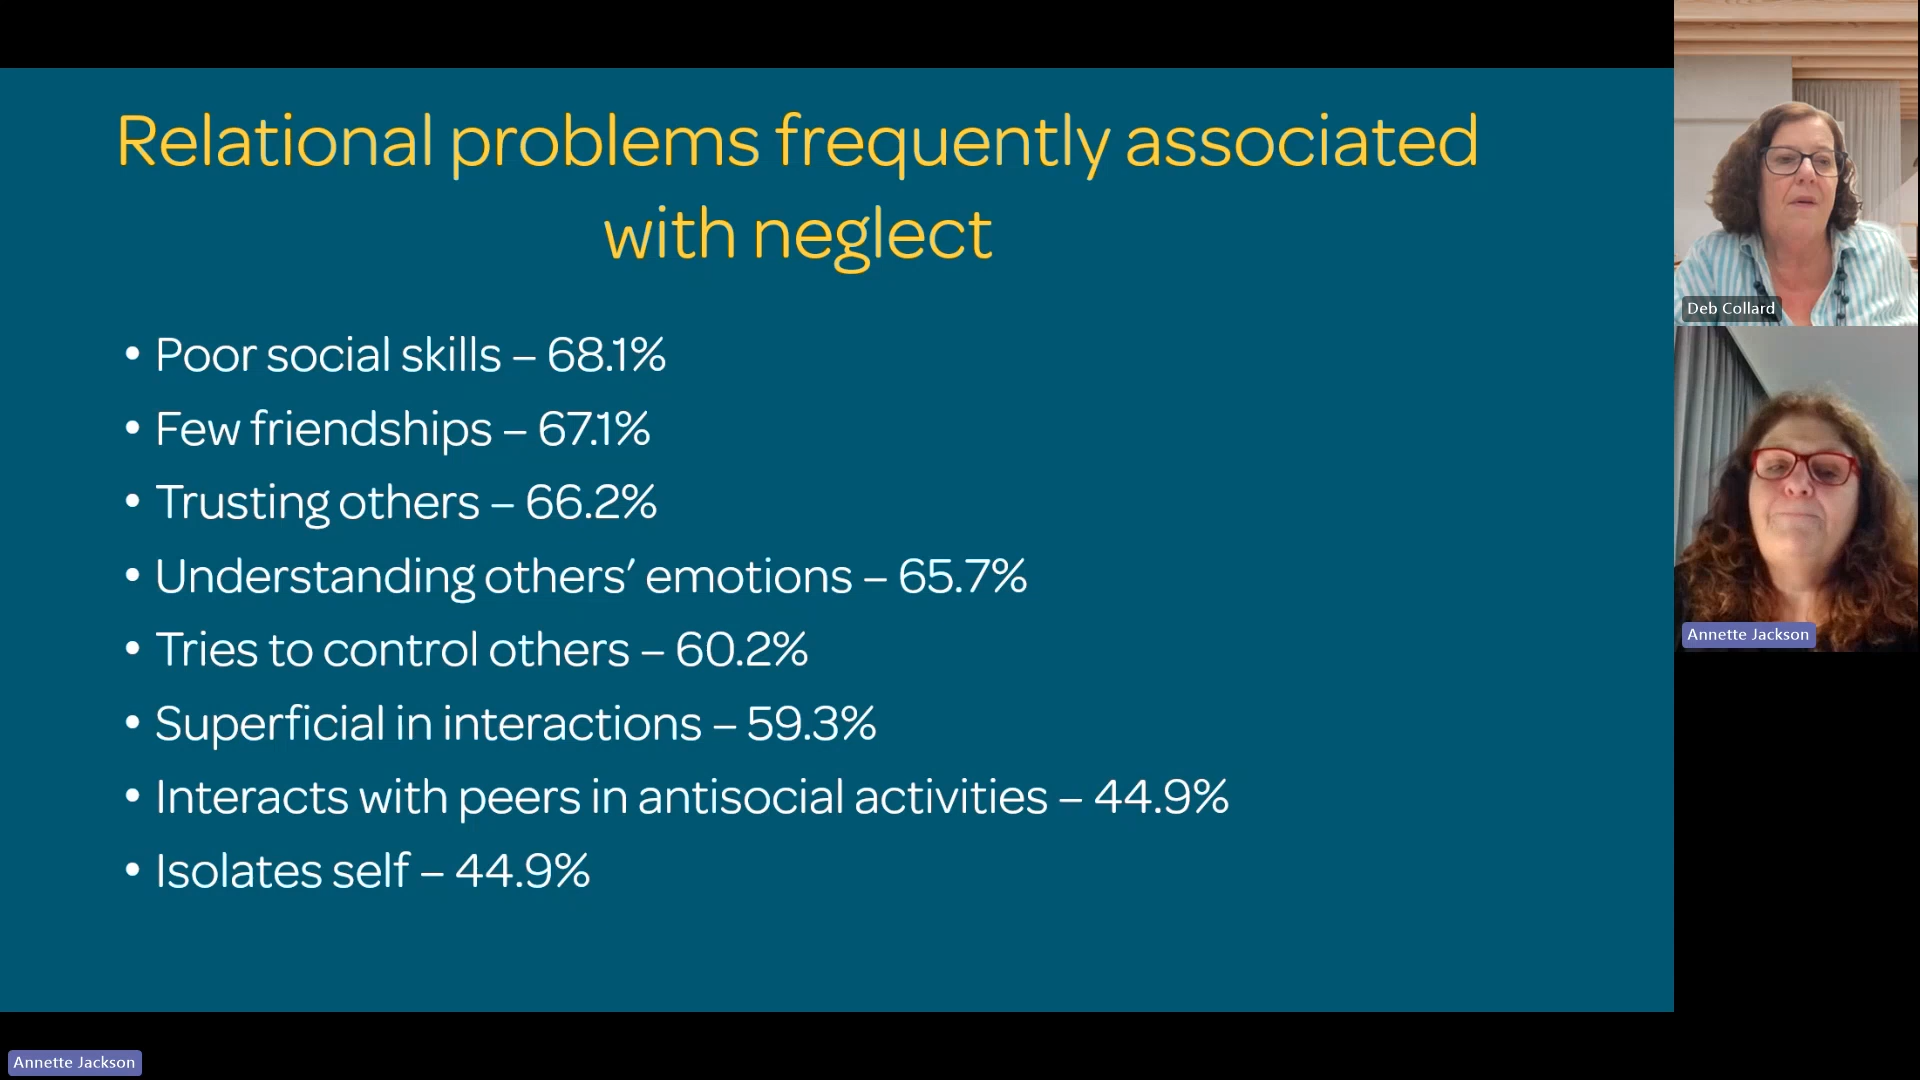 Relational problems frequently associated
with neglect
• Poor social skills – 68.1%
• Few friendships – 67.1%
• Trusting others – 66.2%
• Understanding others’ emotions – 65.7%
• Tries to control others – 60.2%
• Superficial in interactions – 59.3%
• Interacts with peers in antisocial activities – 44.9%
• Isolates self – 44.9%
Deb Collard
Annette Jackson
Annette Jackson